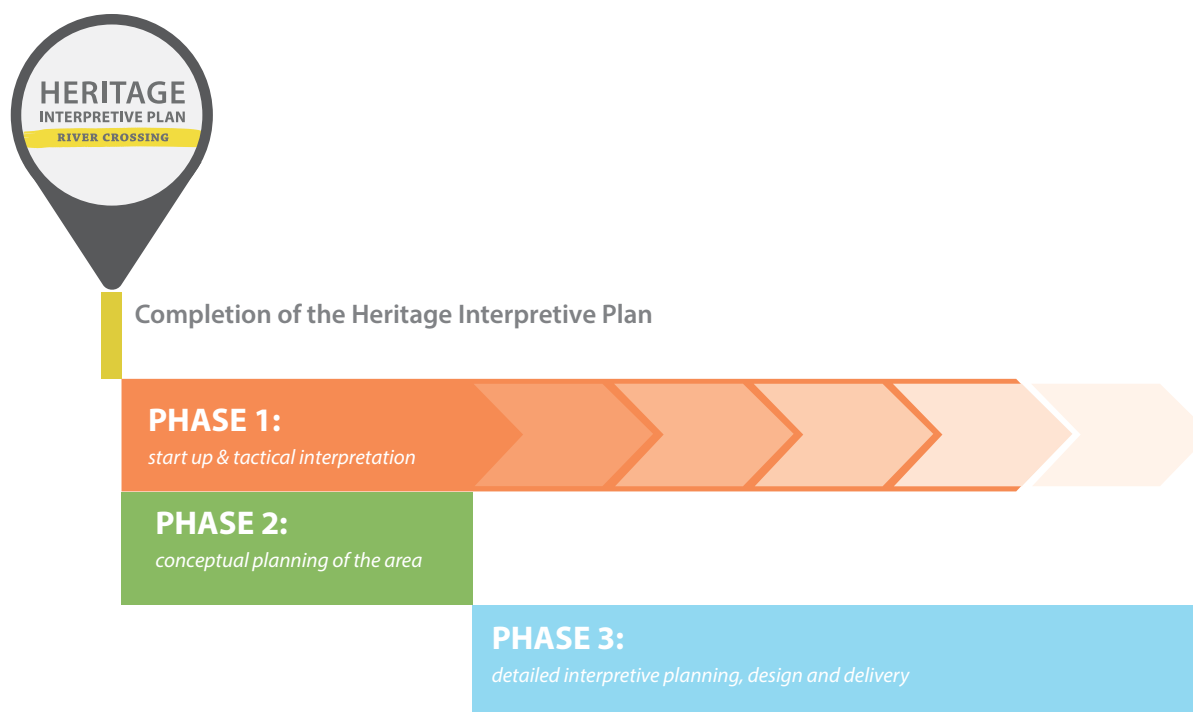 HERITAGE
INTERPRETIVE PLAN
RIVER CROSSING
Completion of the Heritage Interpretive Plan
PHASE 1:
start up & tactical interpretation
PHASE 2:
conceptual planning of the area
PHASE 3:
detailed interpretive planning, design and delivery